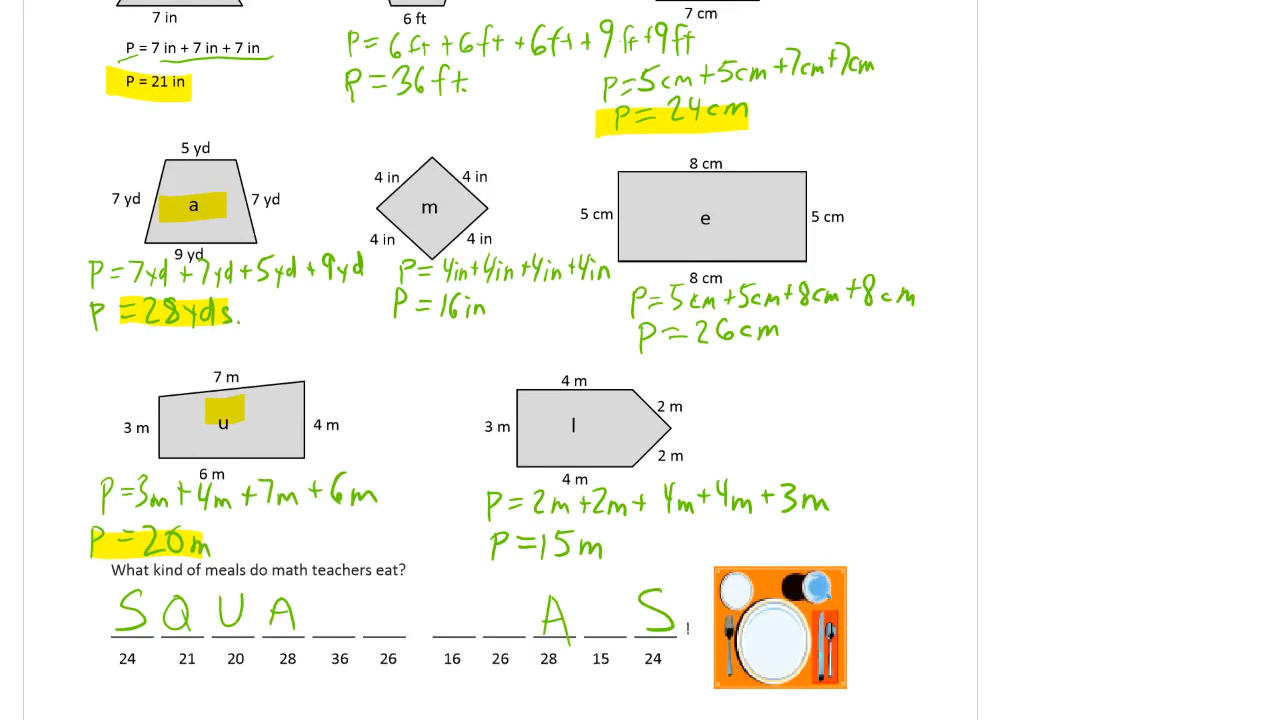 7 in
6 ft
7 cm
P = 7 in + 7 in + 7 in
P = 21 in
P = 6ft + 6ft + 6ft + 9ft + 9ft
P = 36 ft.
P = 5cm + 5cm + 7cm + 7cm
P = 24cm
5 yd
7 yd
a
7 yd
9 yd
P = 7yd + 7yd + 5yd + 9yd
P = 28yds.
4 in
4 in
m
4 in
4 in
P = 4in + 4in + 4in + 4in
P = 16in
8 cm
5 cm
e
5 cm
8 cm
P = 5cm + 5cm + 8cm + 8cm
P = 26cm
7 m
3 m
u
4 m
6 m
P = 3m + 4m + 7m + 6m
P = 20m
4 m
2 m
3 m
l
2 m
4 m
P = 2m + 2m + 4m + 4m + 3m
P = 15m
What kind of meals do math teachers eat?
S Q U A A S !
24 21 20 28 36 26 16 26 28 15 24